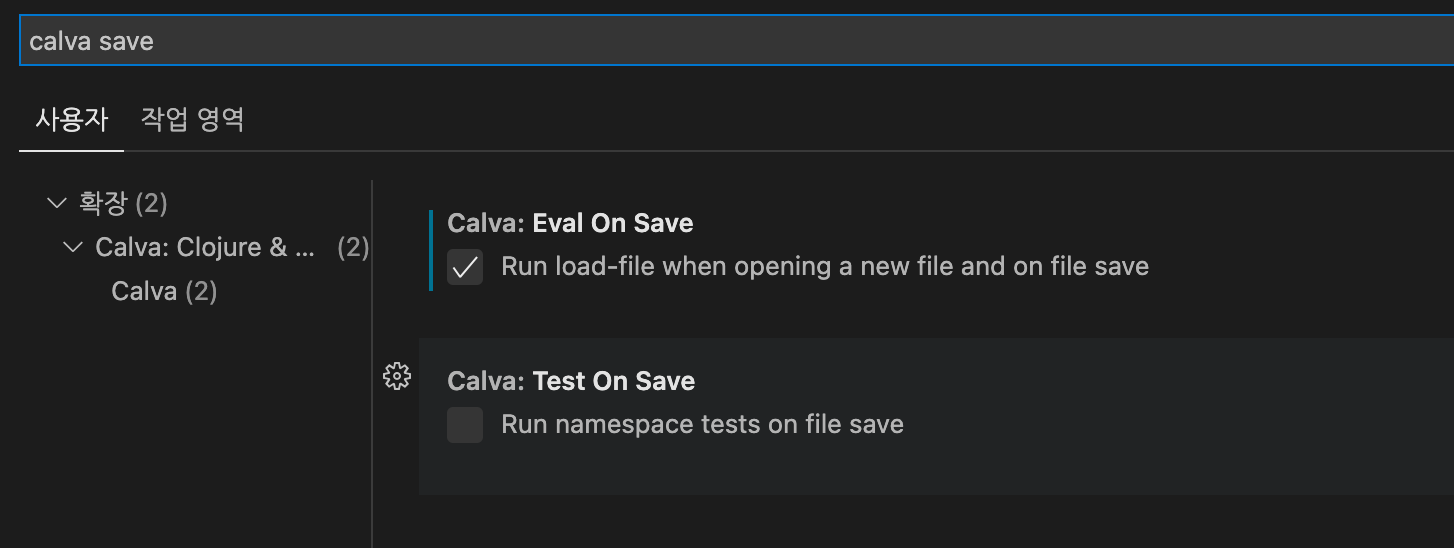 calva save
사용자 작업 영역
확장 (2)
Calva: Clojure & ... (2)
Calva (2)
Calva: Eval On Save
Run load-file when opening a new file and on file save
Calva: Test On Save
Run namespace tests on file save